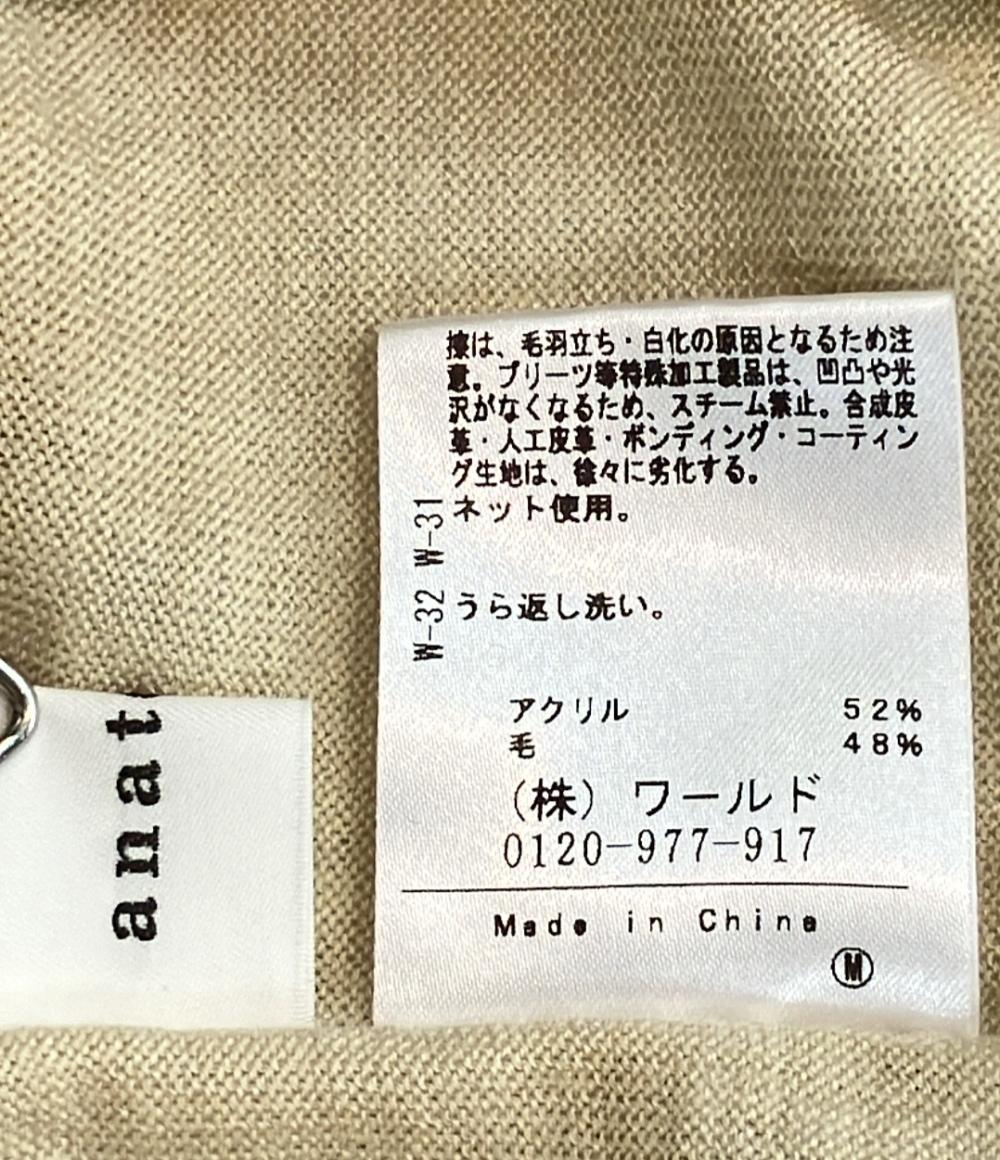 擦は、毛羽立ち・白化の原因となるため注
意。プリーツ等特殊加工製品は、凹凸や光
沢がなくなるため、スチーム禁止。合成皮
革・人工皮革・ボンディング・コーティン
グ生地は、徐々に劣化する。
W-31 ネット使用。
W-32 うら返し洗い。
アクリル 52%
毛 48%
(株) ワールド
0120-977-917
Made in China
Ⓜ
anat